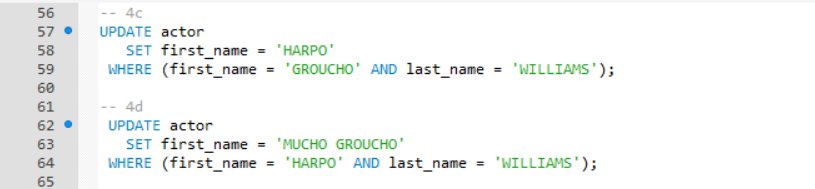 56 -- 4c
57 UPDATE actor
58 SET first_name = 'HARPO'
59 WHERE (first_name = 'GROUCHO' AND last_name = 'WILLIAMS');
60
61 -- 4d
62 UPDATE actor
63 SET first_name = 'MUCHO GROUCHO'
64 WHERE (first_name = 'HARPO' AND last_name = 'WILLIAMS');
65